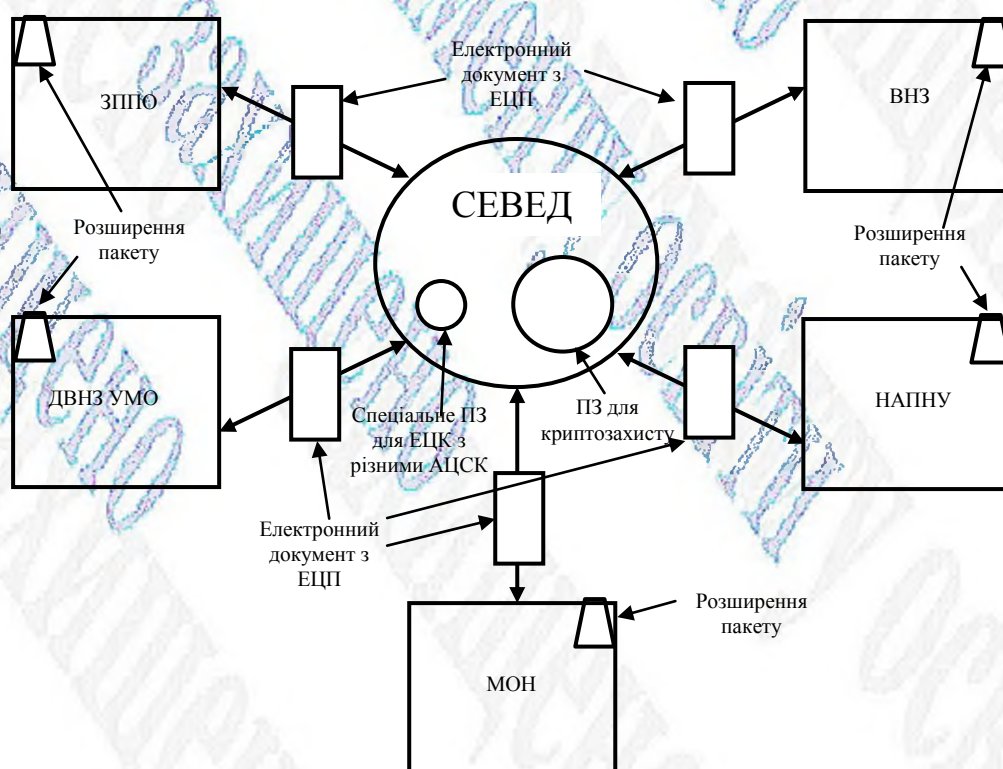 Електронний
документ з
ЕЦП
ЗППО
ВНЗ
СЕВЕД
Розширення
пакету
Розширення
пакету
ДВНЗ УМО
Спеціальне ПЗ
для ЕЦК з
різними АЦСК
ПЗ для
криптозахисту
НАПНУ
Електронний
документ з
ЕЦП
Розширення
пакету
МОН